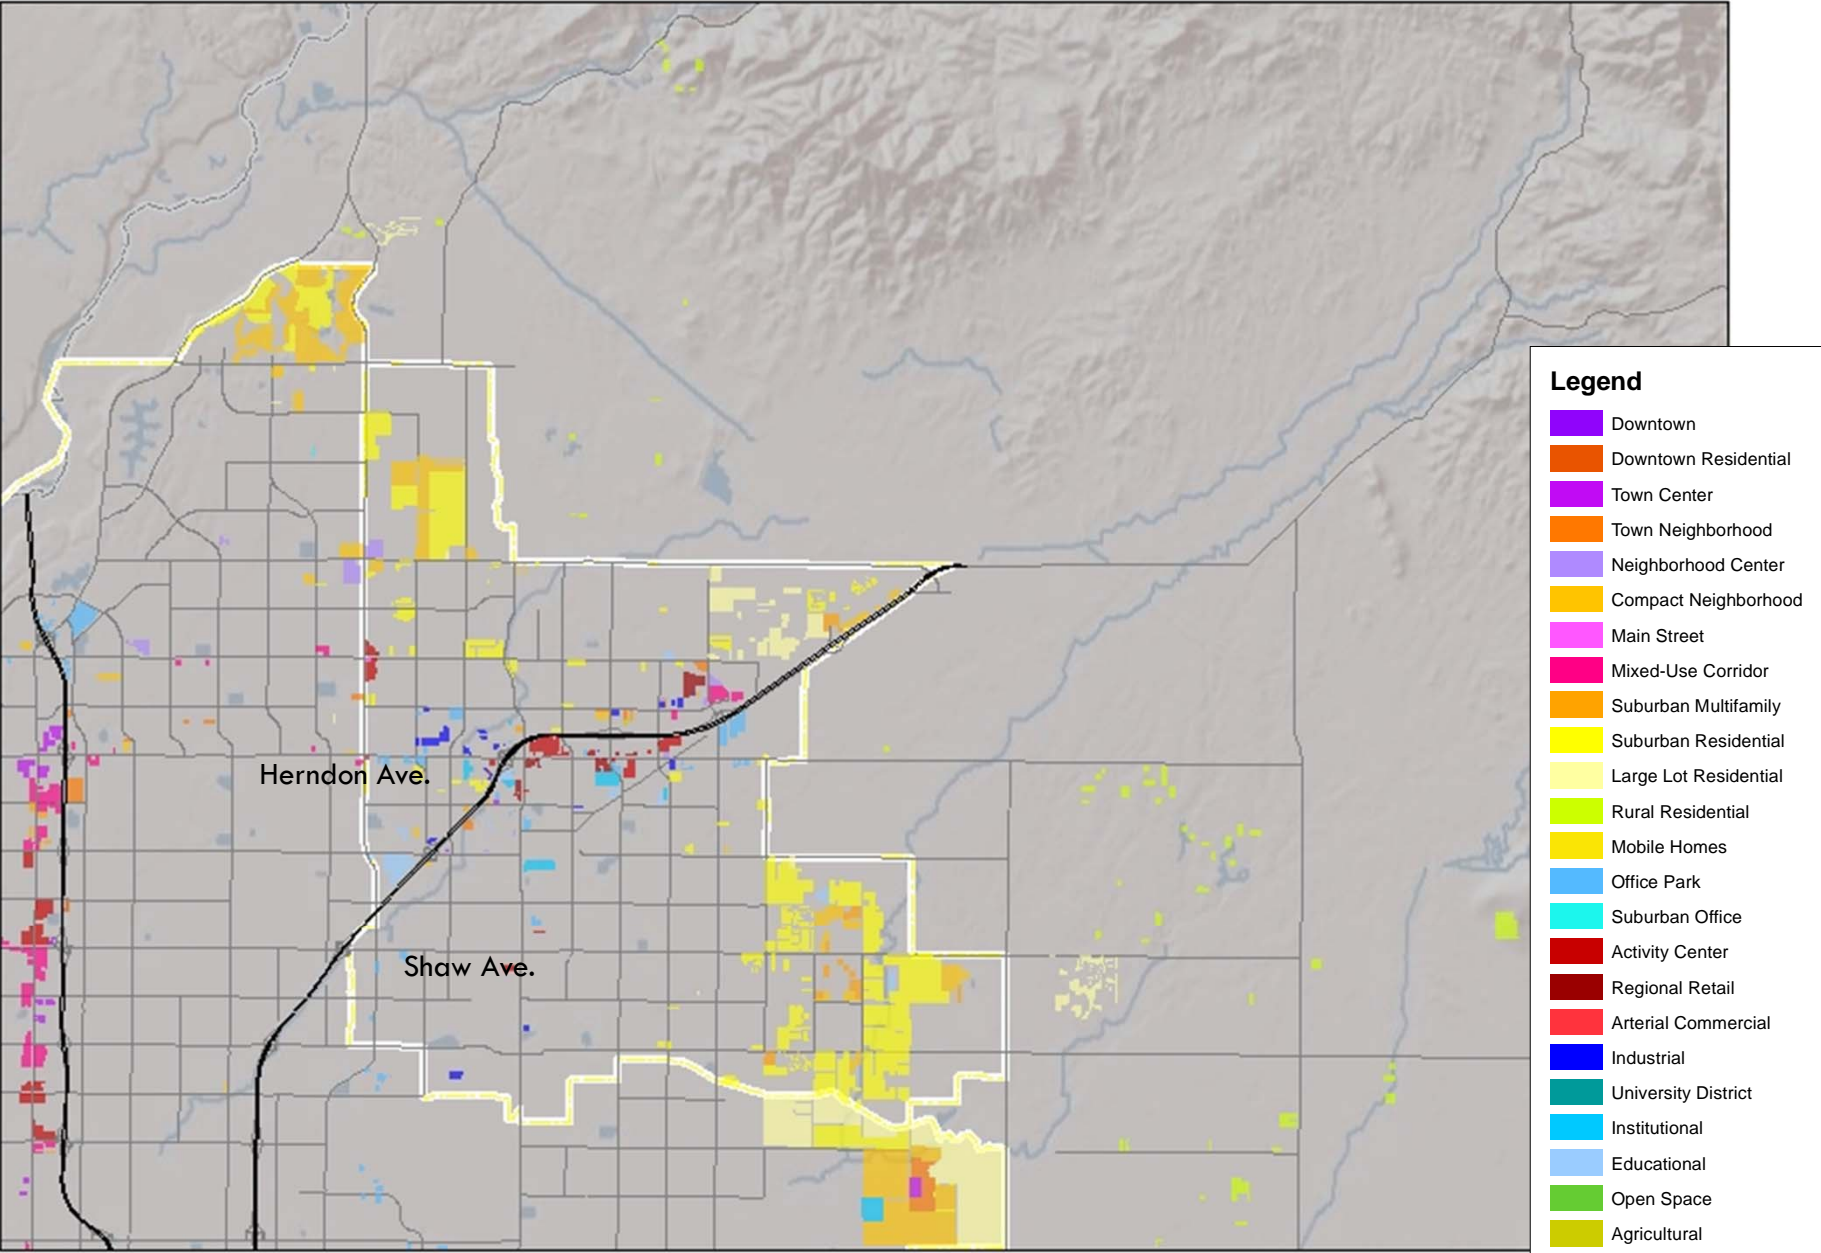 Herndon Ave.
Shaw Ave.
Legend
Downtown
Downtown Residential
Town Center
Town Neighborhood
Neighborhood Center
Compact Neighborhood
Main Street
Mixed-Use Corridor
Suburban Multifamily
Suburban Residential
Large Lot Residential
Rural Residential
Mobile Homes
Office Park
Suburban Office
Activity Center
Regional Retail
Arterial Commercial
Industrial
University District
Institutional
Educational
Open Space
Agricultural